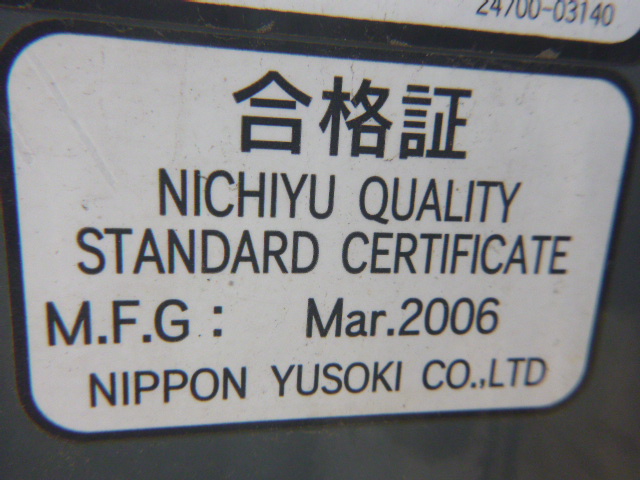 24700-03140
合格証
NICHIYU QUALITY
STANDARD CERTIFICATE
M.F.G : Mar.2006
NIPPON YUSOKI CO.,LTD